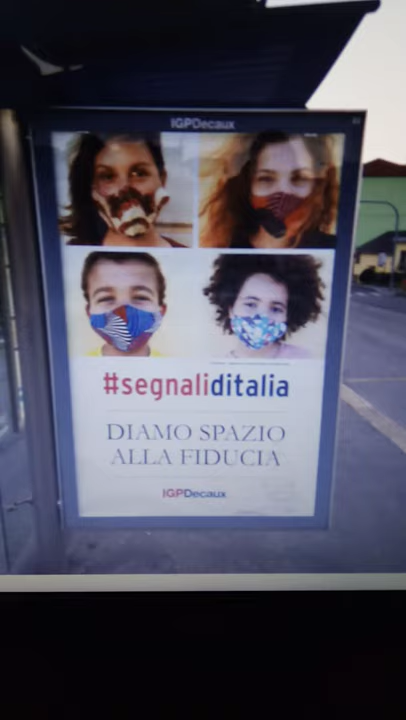 IGPDecaux
#segnaliditalia
DIAMO SPAZIO
ALLA FIDUCIA
IGPDecaux